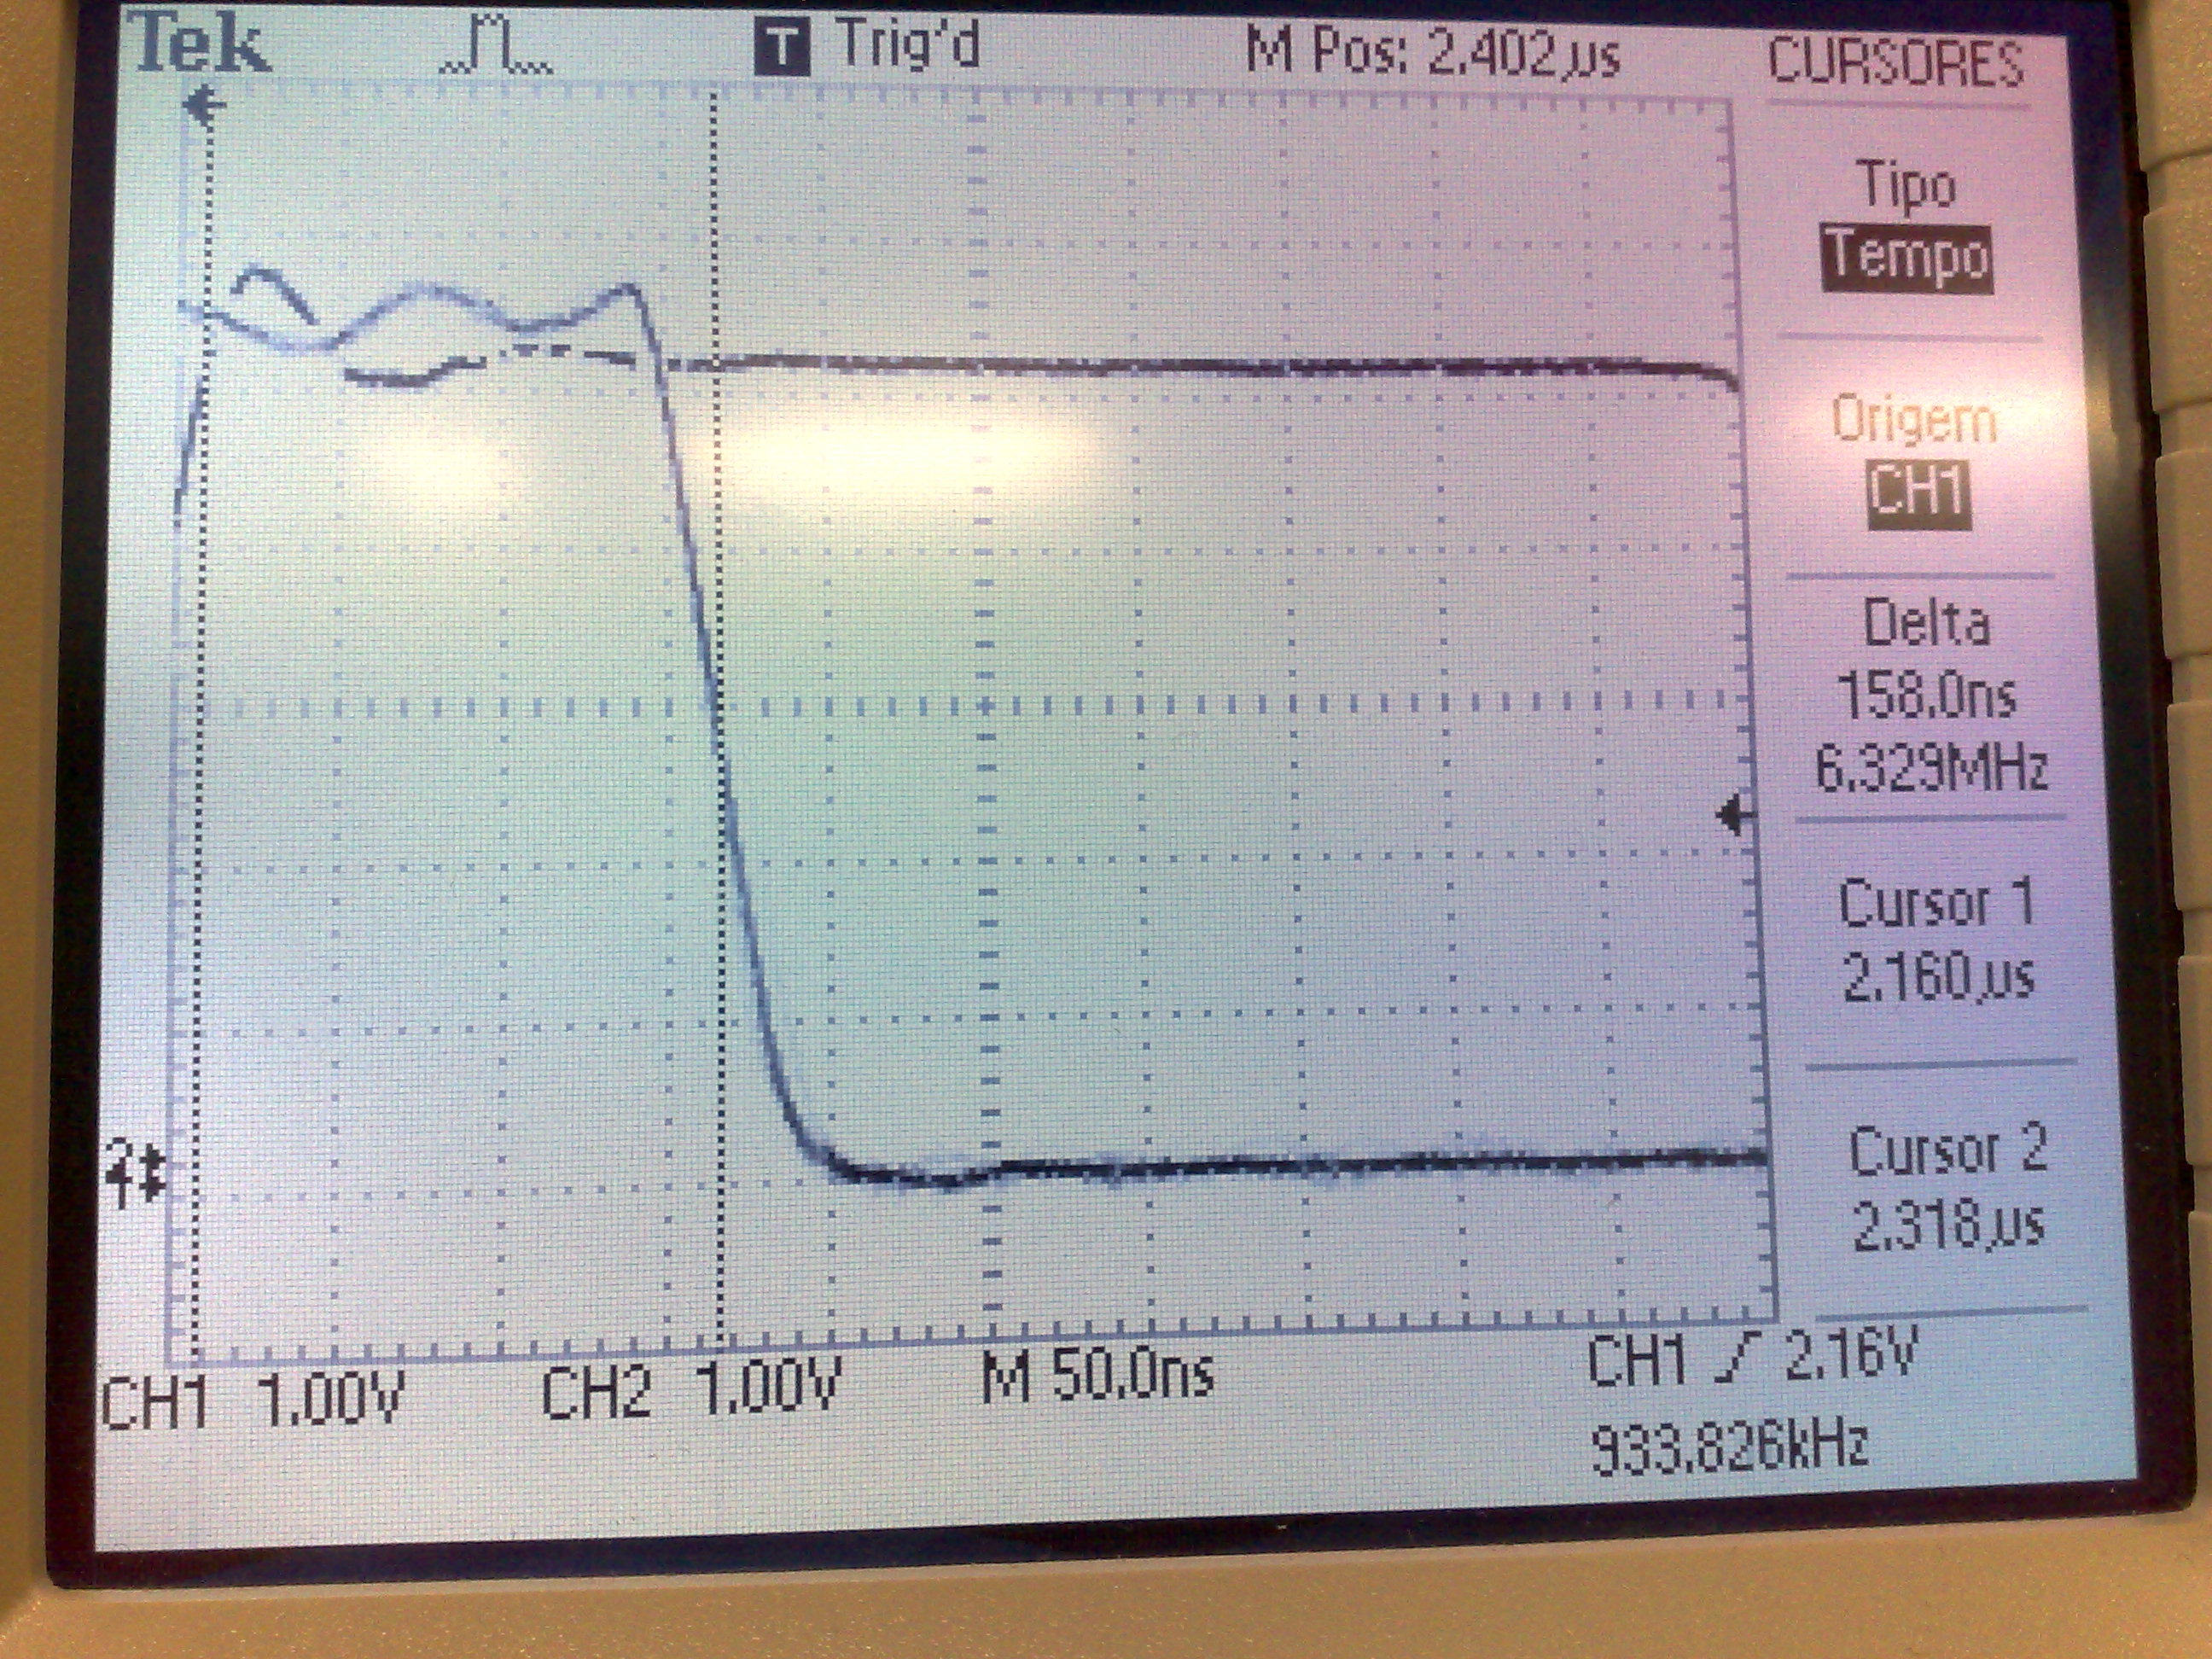 Tek
T Trig'd
M Pos: 2.402µs
CURSORES
Tipo
Tempo
Origem
CH1
Delta
158.0ns
6.329MHz
Cursor 1
2.160µs
Cursor 2
2.318µs
CH1 1.00V
CH2 1.00V
M 50.0ns
CH1 2.16V
933.826kHz